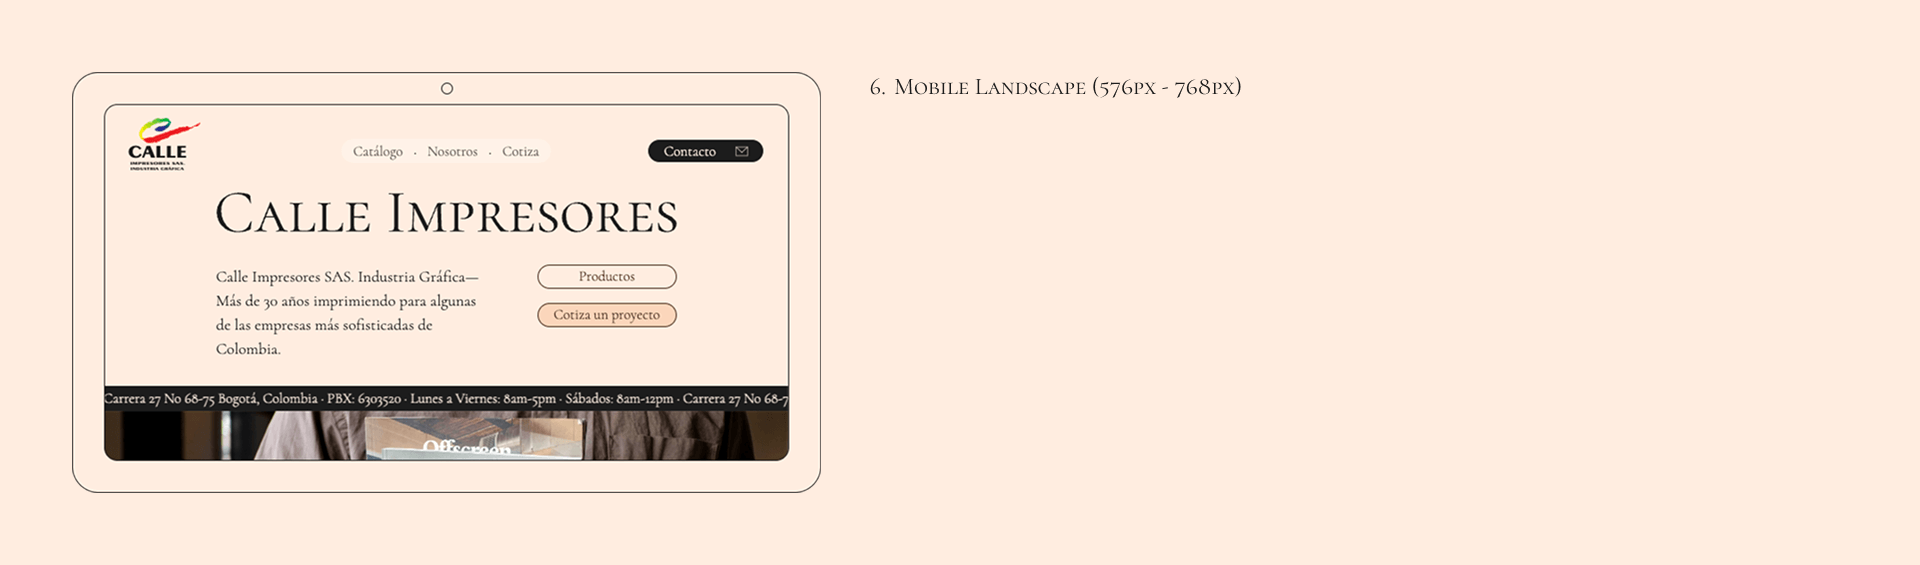 6. Mobile Landscape (576px - 768px)
CALLE
IMPRESORES SAS.
INDUSTRIA GRÁFICA
Catálogo · Nosotros · Cotiza
Contacto
Calle Impresores
Calle Impresores SAS. Industria Gráfica—
Más de 30 años imprimiendo para algunas
de las empresas más sofisticadas de
Colombia.
Productos
Cotiza un proyecto
Carrera 27 No 68-75 Bogotá, Colombia · PBX: 6303520 · Lunes a Viernes: 8am-5pm · Sábados: 8am-12pm · Carrera 27 No 68-7
Offscreen